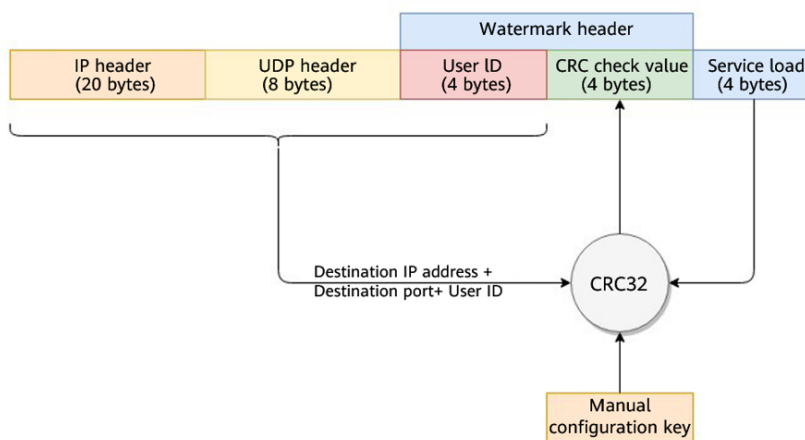 Watermark header
IP header
(20 bytes)
UDP header
(8 bytes)
User lD
(4 bytes)
CRC check value
(4 bytes)
Service load
(4 bytes)
Destination IP address +
Destination port+ User ID
CRC32
Manual
configuration key